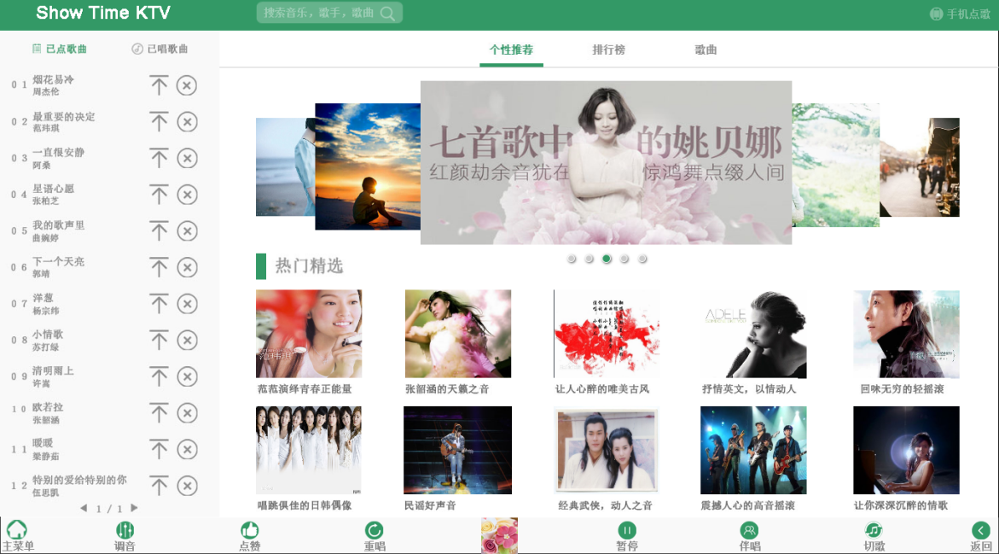 Show Time KTV
搜索音乐，歌手，歌曲
手机点歌
已点歌曲
已唱歌曲
个性推荐
排行榜
歌曲
0 1 烟花易冷
周杰伦
0 2 最重要的决定
范玮琪
0 3 一直很安静
阿桑
0 4 星语心愿
张柏芝
0 5 我的歌声里
曲婉婷
0 6 下一个天亮
郭靖
0 7 洋葱
杨宗纬
0 8 小情歌
苏打绿
0 9 清明雨上
许嵩
1 0 欧若拉
张韶涵
1 1 暖暖
梁静茹
1 2 特别的爱给特别的你
伍思凯
1 / 1
七首歌中的姚贝娜
红颜劫余音犹在 惊鸿舞点缀人间
热门精选
范玮琪
ADELE
范范演绎青春正能量
张韶涵的天籁之音
让人心醉的唯美古风
抒情英文，以情动人
回味无穷的轻摇滚
唱跳俱佳的日韩偶像
民谣好声音
经典武侠，动人之音
震撼人心的高音摇滚
让你深深沉醉的情歌
主菜单
调音
点赞
重唱
暂停
伴唱
切歌
返回